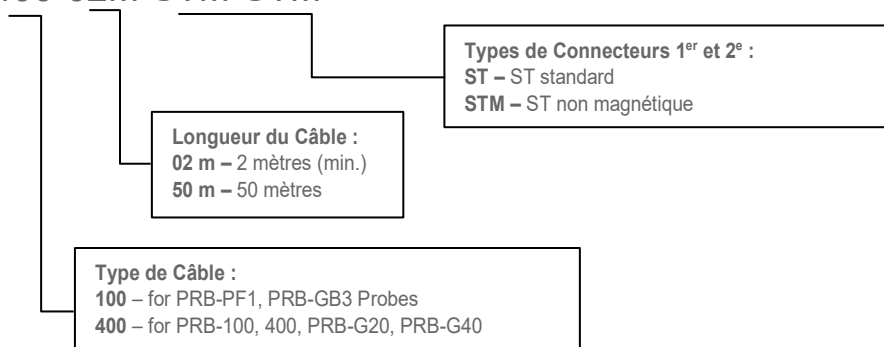 Types de Connecteurs 1er et 2e :
ST – ST standard
STM – ST non magnétique
Longueur du Câble :
02 m – 2 mètres (min.)
50 m – 50 mètres
Type de Câble :
100 – for PRB-PF1, PRB-GB3 Probes
400 – for PRB-100, 400, PRB-G20, PRB-G40